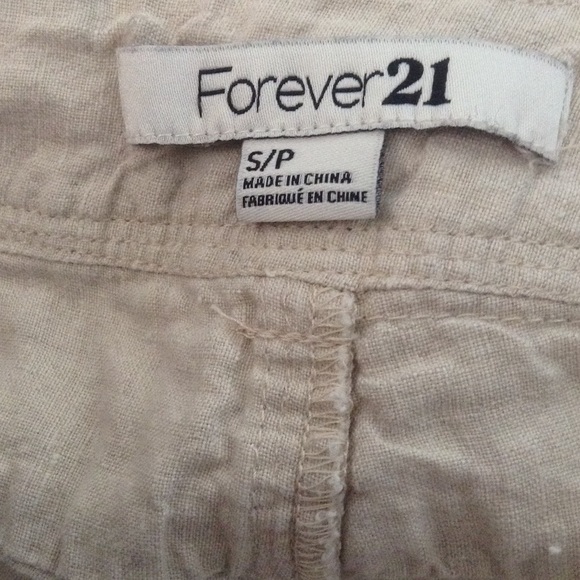 Forever21
S/P
MADE IN CHINA
FABRIQUÉ EN CHINE